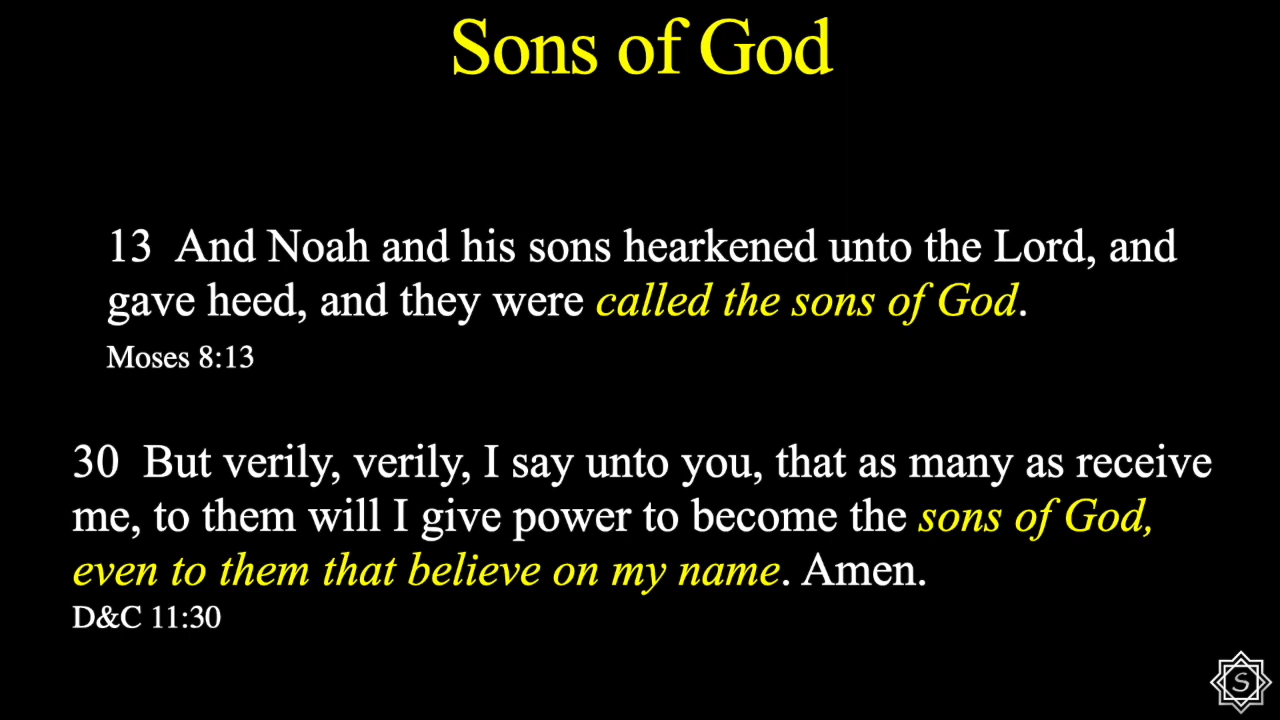 Sons of God
13 And Noah and his sons hearkened unto the Lord, and
gave heed, and they were called the sons of God.
Moses 8:13
30 But verily, verily, I say unto you, that as many as receive
me, to them will I give power to become the sons of God,
even to them that believe on my name. Amen.
D&C 11:30
S